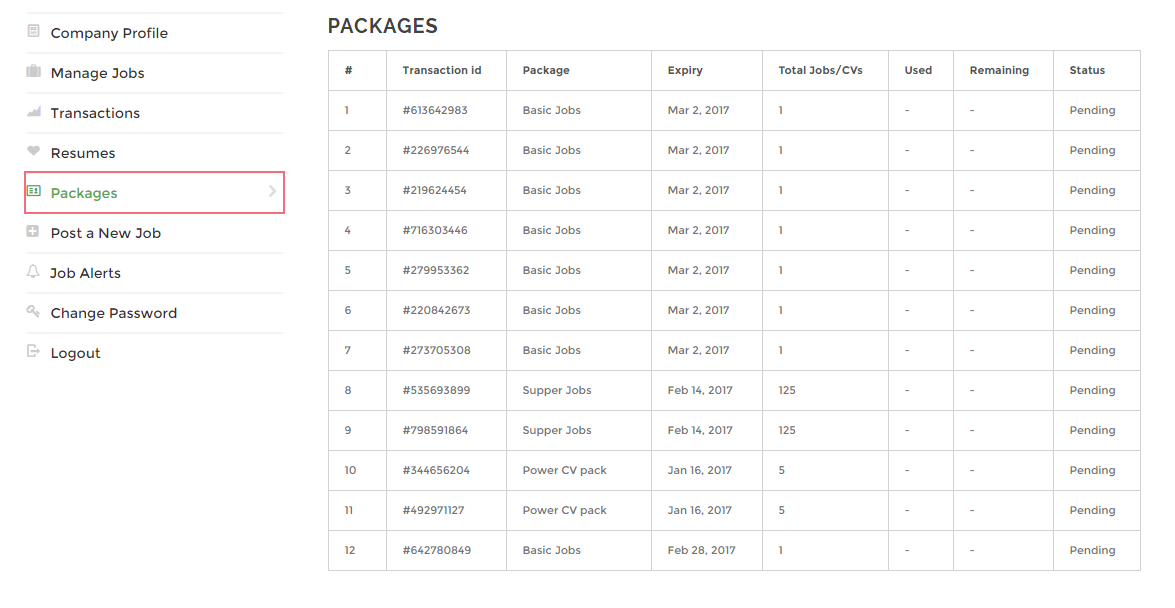 Company Profile
Manage Jobs
Transactions
Resumes
Packages
Post a New Job
Job Alerts
Change Password
Logout
PACKAGES
# Transaction id Package Expiry Total Jobs/CVs Used Remaining Status
1 #613642983 Basic Jobs Mar 2, 2017 1 - - Pending
2 #226976544 Basic Jobs Mar 2, 2017 1 - - Pending
3 #219624454 Basic Jobs Mar 2, 2017 1 - - Pending
4 #716303446 Basic Jobs Mar 2, 2017 1 - - Pending
5 #279953362 Basic Jobs Mar 2, 2017 1 - - Pending
6 #220842673 Basic Jobs Mar 2, 2017 1 - - Pending
7 #273705308 Basic Jobs Mar 2, 2017 1 - - Pending
8 #535693899 Supper Jobs Feb 14, 2017 125 - - Pending
9 #798591864 Supper Jobs Feb 14, 2017 125 - - Pending
10 #344656204 Power CV pack Jan 16, 2017 5 - - Pending
11 #492971127 Power CV pack Jan 16, 2017 5 - - Pending
12 #642780849 Basic Jobs Feb 28, 2017 1 - - Pending